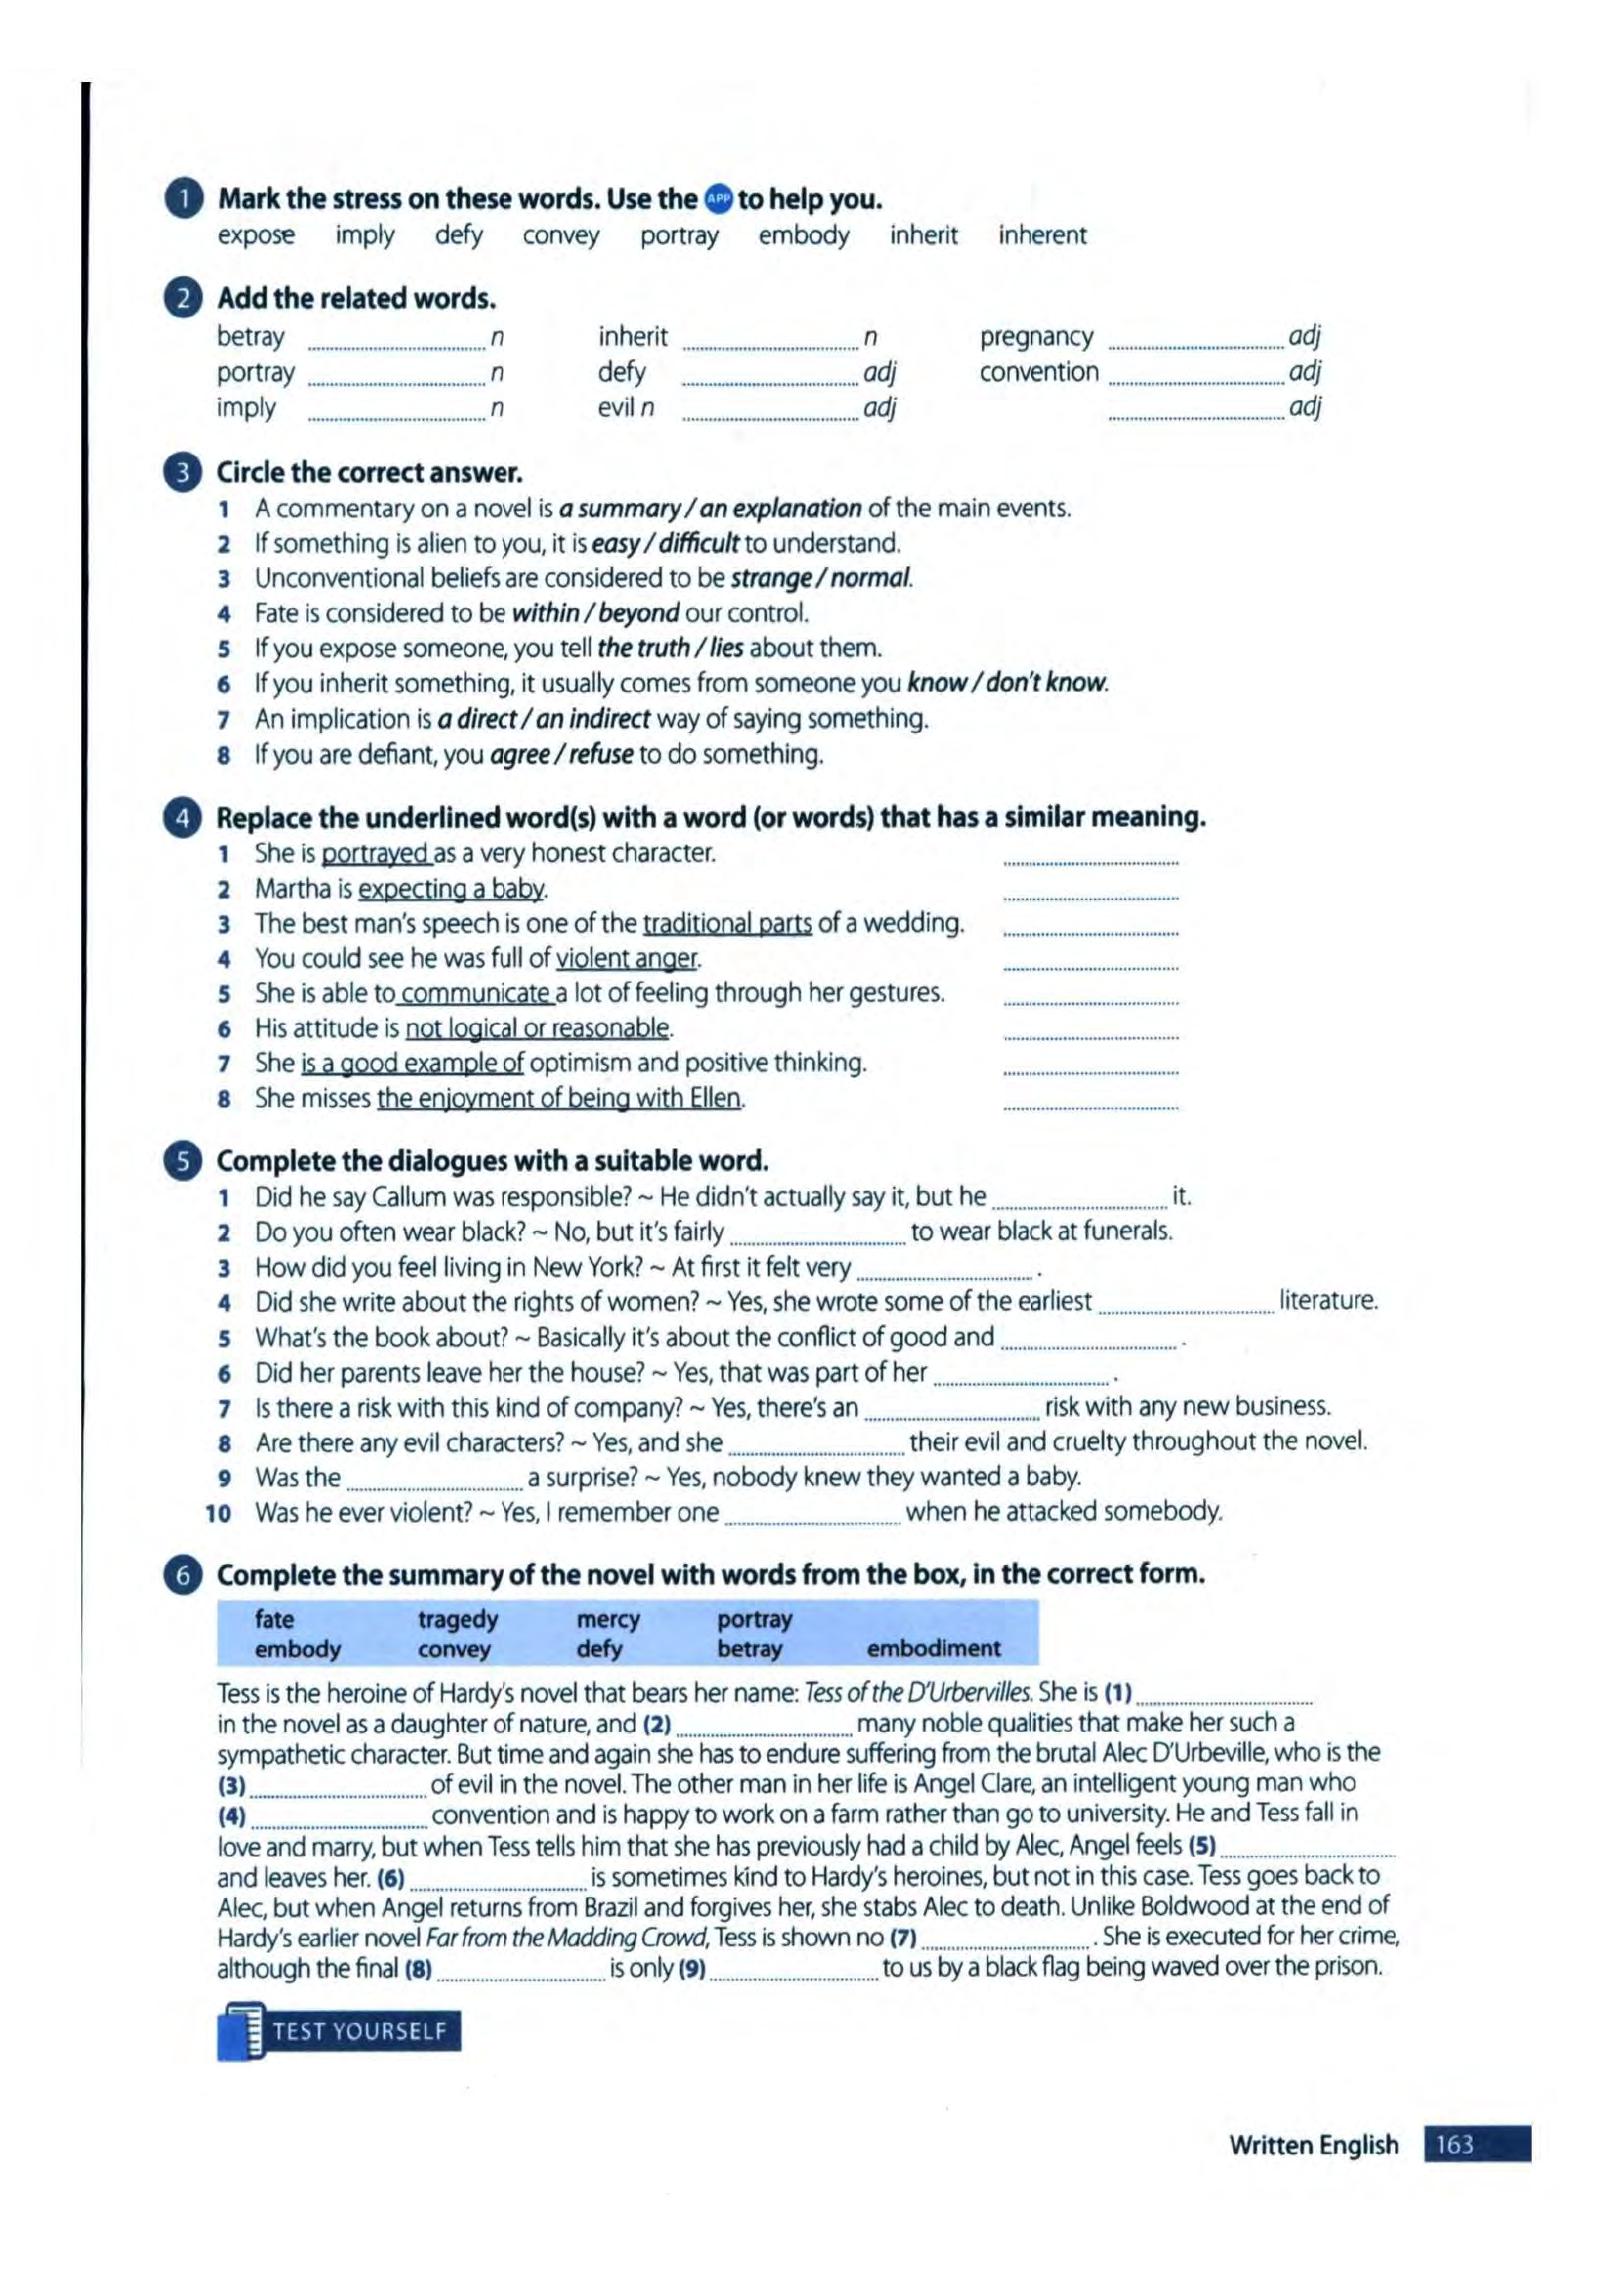 1 Mark the stress on these words. Use the APP to help you.
expose imply defy convey portray embody inherit inherent
2 Add the related words.
betray ____ n inherit ____ n pregnancy ____ adj
portray ____ n defy ____ adj convention ____ adj
imply ____ n evil n ____ adj ____ adj
3 Circle the correct answer.
1 A commentary on a novel is a summary / an explanation of the main events.
2 If something is alien to you, it is easy / difficult to understand.
3 Unconventional beliefs are considered to be strange / normal.
4 Fate is considered to be within / beyond our control.
5 If you expose someone, you tell the truth / lies about them.
6 If you inherit something, it usually comes from someone you know / don't know.
7 An implication is a direct / an indirect way of saying something.
8 If you are defiant, you agree / refuse to do something.
4 Replace the underlined word(s) with a word (or words) that has a similar meaning.
1 She is portrayed as a very honest character.
2 Martha is expecting a baby.
3 The best man's speech is one of the traditional parts of a wedding.
4 You could see he was full of violent anger.
5 She is able to communicate a lot of feeling through her gestures.
6 His attitude is not logical or reasonable.
7 She is a good example of optimism and positive thinking.
8 She misses the enjoyment of being with Ellen.
5 Complete the dialogues with a suitable word.
1 Did he say Callum was responsible? ~ He didn't actually say it, but he ____ it.
2 Do you often wear black? ~ No, but it's fairly ____ to wear black at funerals.
3 How did you feel living in New York? ~ At first it felt very ____ .
4 Did she write about the rights of women? ~ Yes, she wrote some of the earliest ____ literature.
5 What's the book about? ~ Basically it's about the conflict of good and ____ .
6 Did her parents leave her the house? ~ Yes, that was part of her ____ .
7 Is there a risk with this kind of company? ~ Yes, there's an ____ risk with any new business.
8 Are there any evil characters? ~ Yes, and she ____ their evil and cruelty throughout the novel.
9 Was the ____ a surprise? ~ Yes, nobody knew they wanted a baby.
10 Was he ever violent? ~ Yes, I remember one ____ when he attacked somebody.
6 Complete the summary of the novel with words from the box, in the correct form.
fate tragedy mercy portray
embody convey defy betray embodiment
Tess is the heroine of Hardy's novel that bears her name: Tess of the D'Urbervilles. She is (1) ____
in the novel as a daughter of nature, and (2) ____ many noble qualities that make her such a
sympathetic character. But time and again she has to endure suffering from the brutal Alec D'Urbeville, who is the
(3) ____ of evil in the novel. The other man in her life is Angel Clare, an intelligent young man who
(4) ____ convention and is happy to work on a farm rather than go to university. He and Tess fall in
love and marry, but when Tess tells him that she has previously had a child by Alec, Angel feels (5) ____
and leaves her. (6) ____ is sometimes kind to Hardy's heroines, but not in this case. Tess goes back to
Alec, but when Angel returns from Brazil and forgives her, she stabs Alec to death. Unlike Boldwood at the end of
Hardy's earlier novel Far from the Madding Crowd, Tess is shown no (7) ____ . She is executed for her crime,
although the final (8) ____ is only (9) ____ to us by a black flag being waved over the prison.
TEST YOURSELF
Written English 163